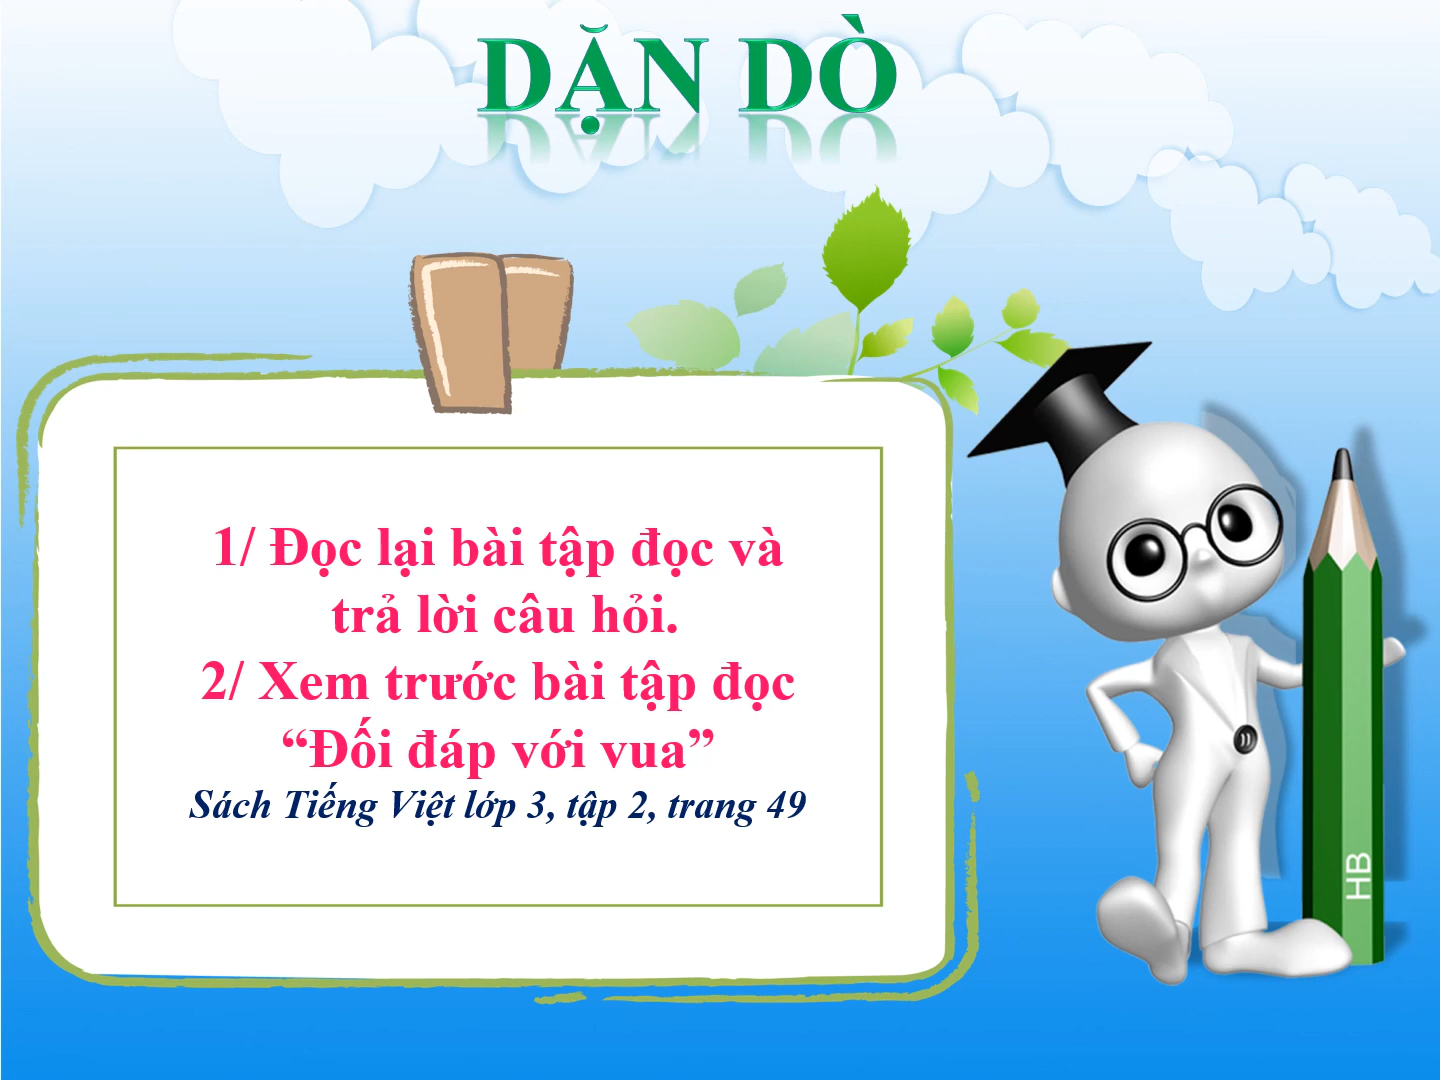 DẶN DÒ
1/ Đọc lại bài tập đọc và
trả lời câu hỏi.
2/ Xem trước bài tập đọc
“Đối đáp với vua”
Sách Tiếng Việt lớp 3, tập 2, trang 49
HB